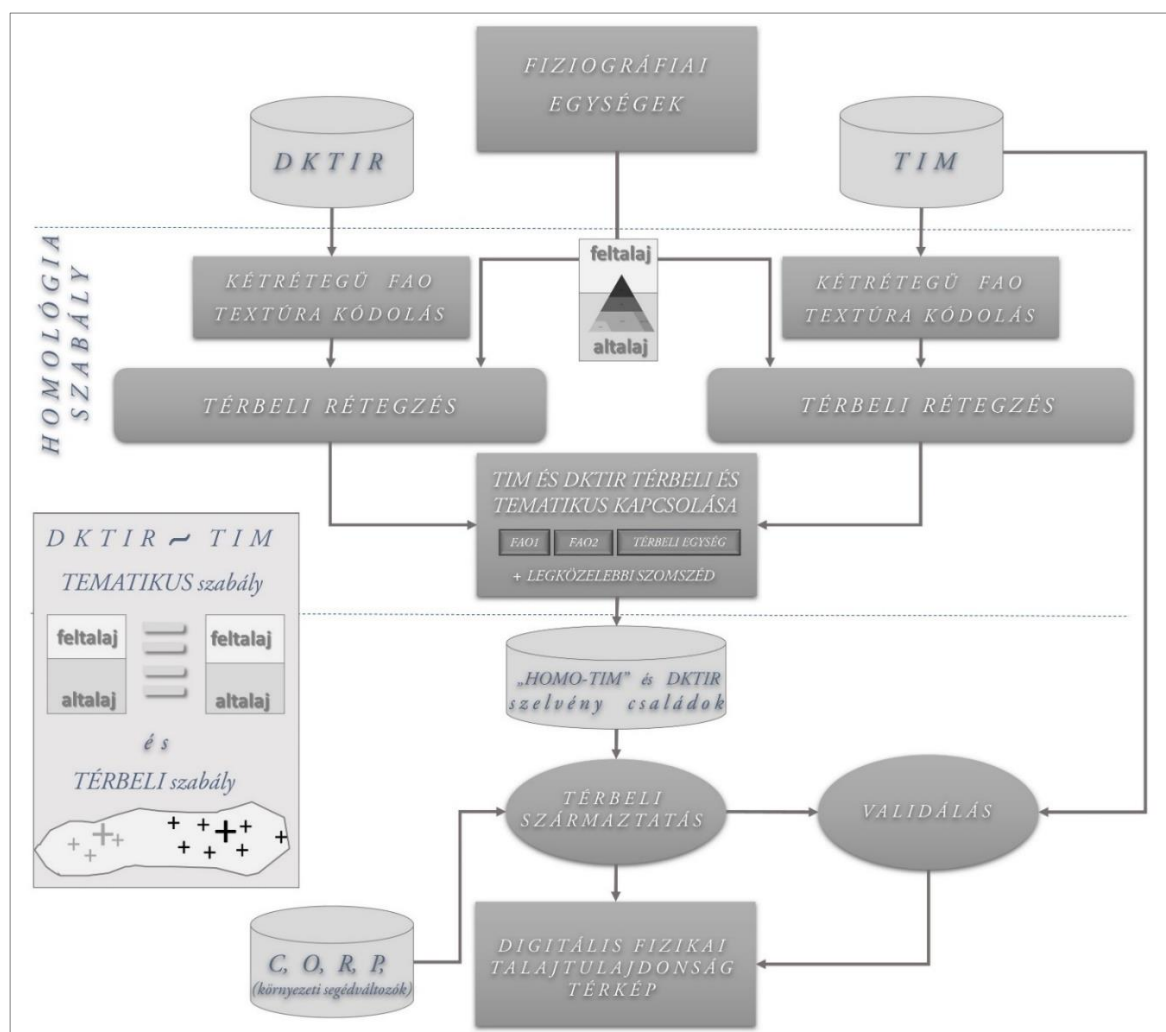 FIZIOGRÁFIAI
EGYSÉGEK
DKTIR
TIM
HOMOLÓGIA
SZABÁLY
KÉTRÉTEGŰ FAO
TEXTÚRA KÓDOLÁS
feltalaj
altalaj
KÉTRÉTEGŰ FAO
TEXTÚRA KÓDOLÁS
TÉRBELI RÉTEGZÉS
TÉRBELI RÉTEGZÉS
TIM ÉS DKTIR TÉRBELI ÉS
TEMATIKUS KAPCSOLÁSA
FAO1 FAO2 TÉRBELI EGYSÉG
+ LEGKÖZELEBBI SZOMSZÉD
DKTIR ~ TIM
TEMATIKUS szabály
feltalaj feltalaj
altalaj altalaj
és
TÉRBELI szabály
„HOMO-TIM” és DKTIR
szelvény családok
TÉRBELI
SZÁRMAZTATÁS
VALIDÁLÁS
C, O, R, P,
(környezeti segédváltozók)
DIGITÁLIS FIZIKAI
TALAJTULAJDONSÁG
TÉRKÉP